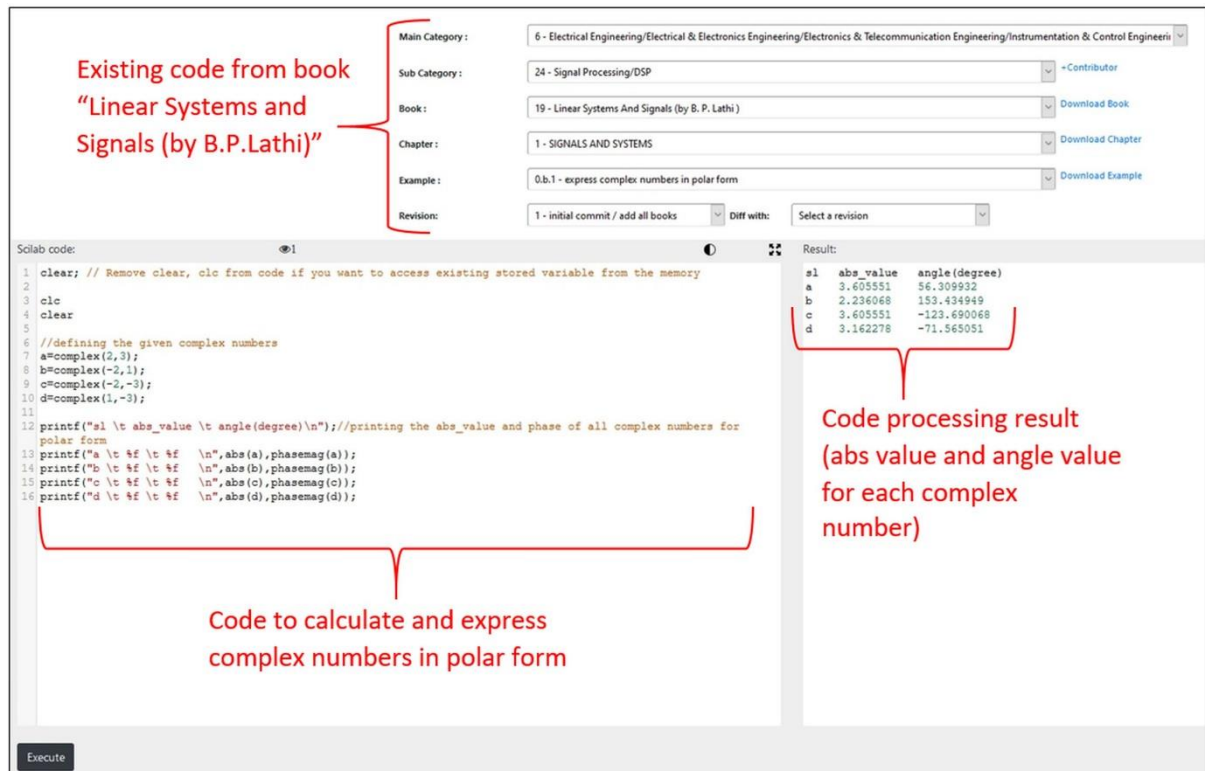 Existing code from book
“Linear Systems and
Signals (by B.P.Lathi)”
Main Category :
6 - Electrical Engineering/Electrical & Electronics Engineering/Electronics & Telecommunication Engineering/Instrumentation & Control Engineeri
Sub Category :
24 - Signal Processing/DSP
+Contributor
Book :
19 - Linear Systems And Signals (by B. P. Lathi )
Download Book
Chapter :
1 - SIGNALS AND SYSTEMS
Download Chapter
Example :
0.b.1 - express complex numbers in polar form
Download Example
Revision:
1 - initial commit / add all books
Diff with:
Select a revision
Scilab code:
1
1 clear; // Remove clear, clc from code if you want to access existing stored variable from the memory
2
3 clc
4 clear
5
6 //defining the given complex numbers
7 a=complex(2,3);
8 b=complex(-2,1);
9 c=complex(-2,-3);
10 d=complex(1,-3);
11
12 printf("sl \t abs_value \t angle(degree)\n");//printing the abs_value and phase of all complex numbers for
polar form
13 printf("a \t %f \t %f   \n",abs(a),phasemag(a));
14 printf("b \t %f \t %f   \n",abs(b),phasemag(b));
15 printf("c \t %f \t %f   \n",abs(c),phasemag(c));
16 printf("d \t %f \t %f   \n",abs(d),phasemag(d));
Code to calculate and express
complex numbers in polar form
Result:
sl abs_value angle(degree)
a 3.605551 56.309932
b 2.236068 153.434949
c 3.605551 -123.690068
d 3.162278 -71.565051
Code processing result
(abs value and angle value
for each complex
number)
Execute